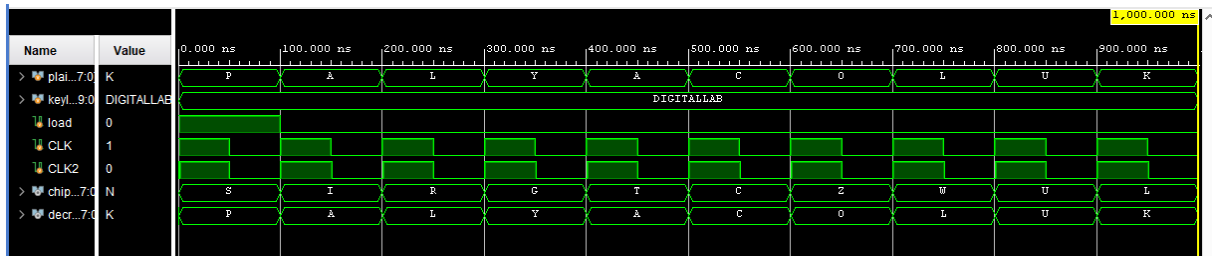 1,000.000 ns
Name Value 0.000 ns 100.000 ns 200.000 ns 300.000 ns 400.000 ns 500.000 ns 600.000 ns 700.000 ns 800.000 ns 900.000 ns
plai...7:0 K P A L Y A C O L U K
keyl...9:0 DIGITALLAB DIGITALLAB
load 0
CLK 1
CLK2 0
chip...7:0 N S I R G T C Z W U L
decr...7:0 K P A L Y A C O L U K